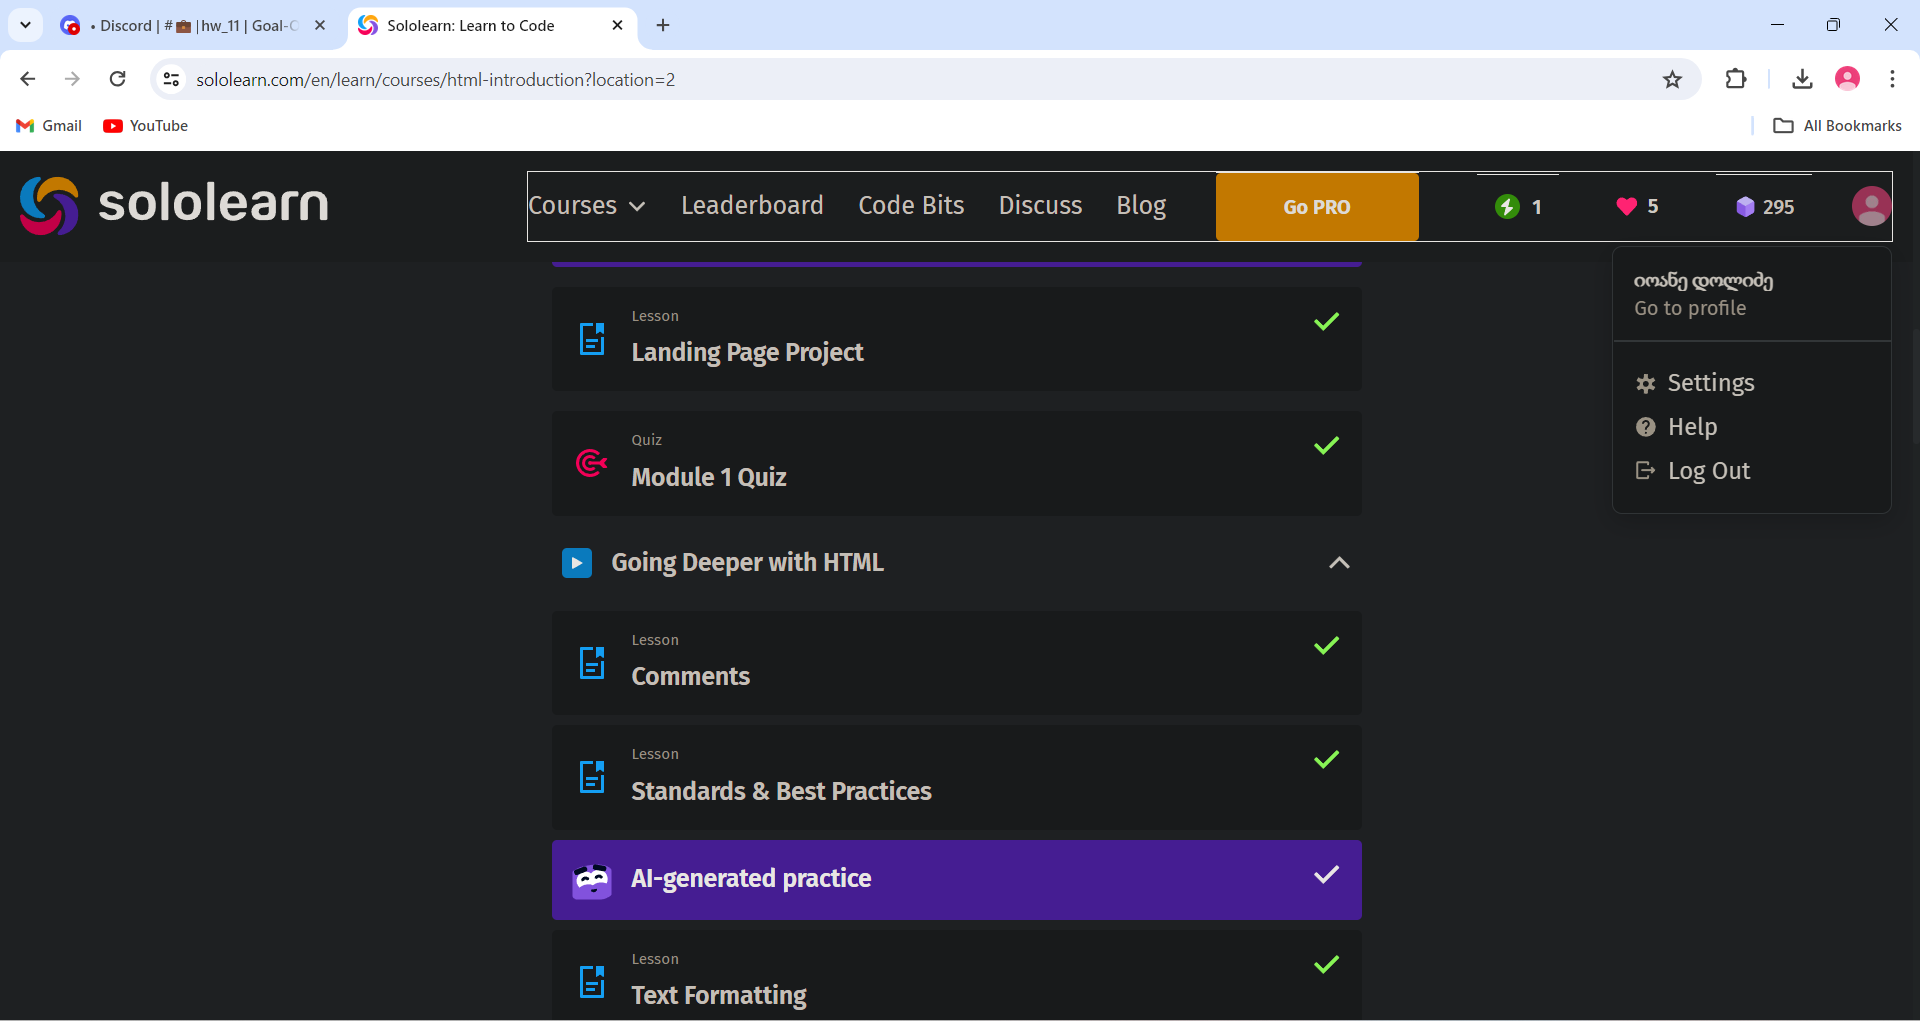 • Discord | #💼 |hw_11 | Goal-O
Sololearn: Learn to Code
sololearn.com/en/learn/courses/html-introduction?location=2
Gmail
YouTube
All Bookmarks
sololearn
Courses
Leaderboard
Code Bits
Discuss
Blog
Go PRO
1
5
295
იოანე დოლიძე
Go to profile
Settings
Help
Log Out
Lesson
Landing Page Project
Quiz
Module 1 Quiz
Going Deeper with HTML
Lesson
Comments
Lesson
Standards & Best Practices
AI-generated practice
Lesson
Text Formatting